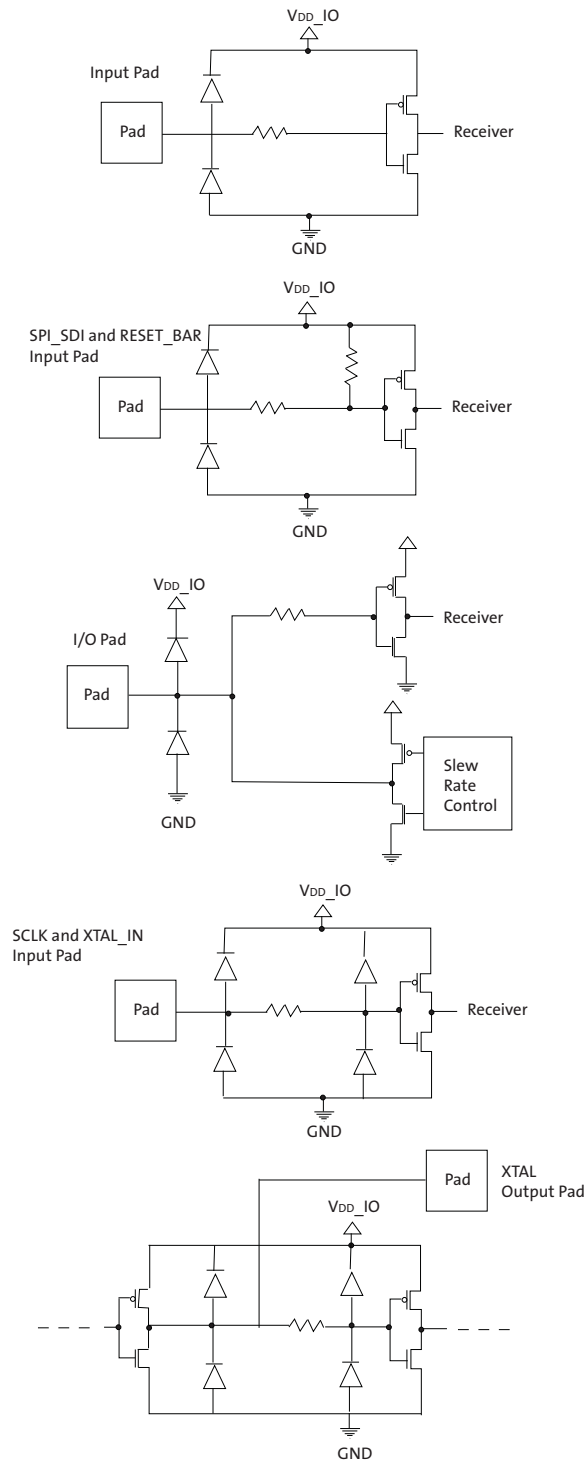 VDD_IO
Input Pad
Pad
Receiver
GND
VDD_IO
SPI_SDI and RESET_BAR
Input Pad
Pad
Receiver
GND
VDD_IO
I/O Pad
Pad
Receiver
GND
Slew
Rate
Control
VDD_IO
SCLK and XTAL_IN
Input Pad
Pad
Receiver
GND
Pad
XTAL
Output Pad
VDD_IO
GND